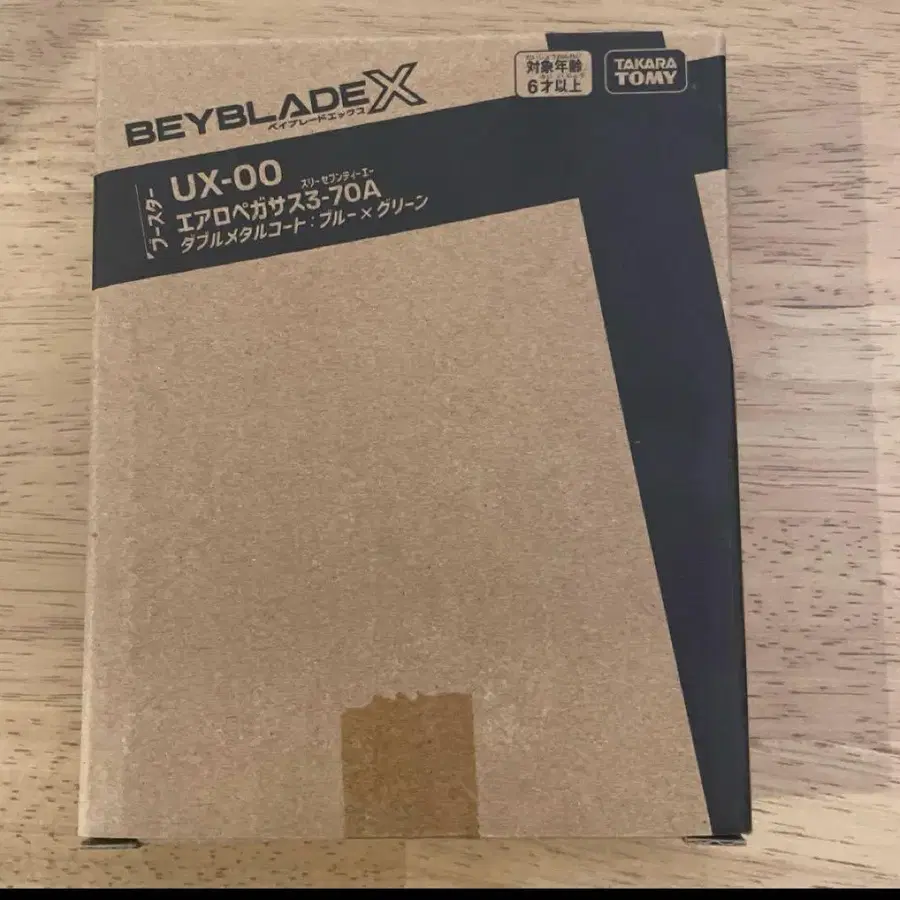 BEYBLADE X
ベイブレードエックス
対象年齢
6才以上
TAKARA
TOMY
ブースター
UX-00
スリーセブンティーエー
エアロペガサス3-70A
ダブルメタルコート:ブルー×グリーン